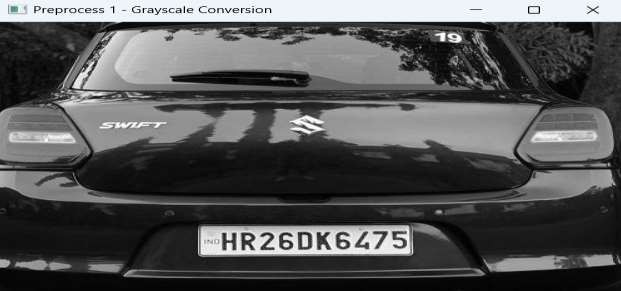 Preprocess 1 - Grayscale Conversion
19
SWIFT
IND HR26DK6475